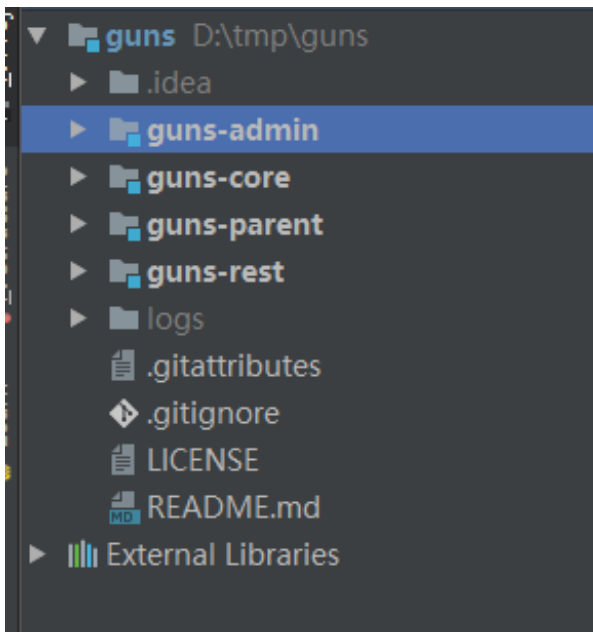 guns D:\tmp\guns
.idea
guns-admin
guns-core
guns-parent
guns-rest
logs
.gitattributes
.gitignore
LICENSE
MD README.md
External Libraries